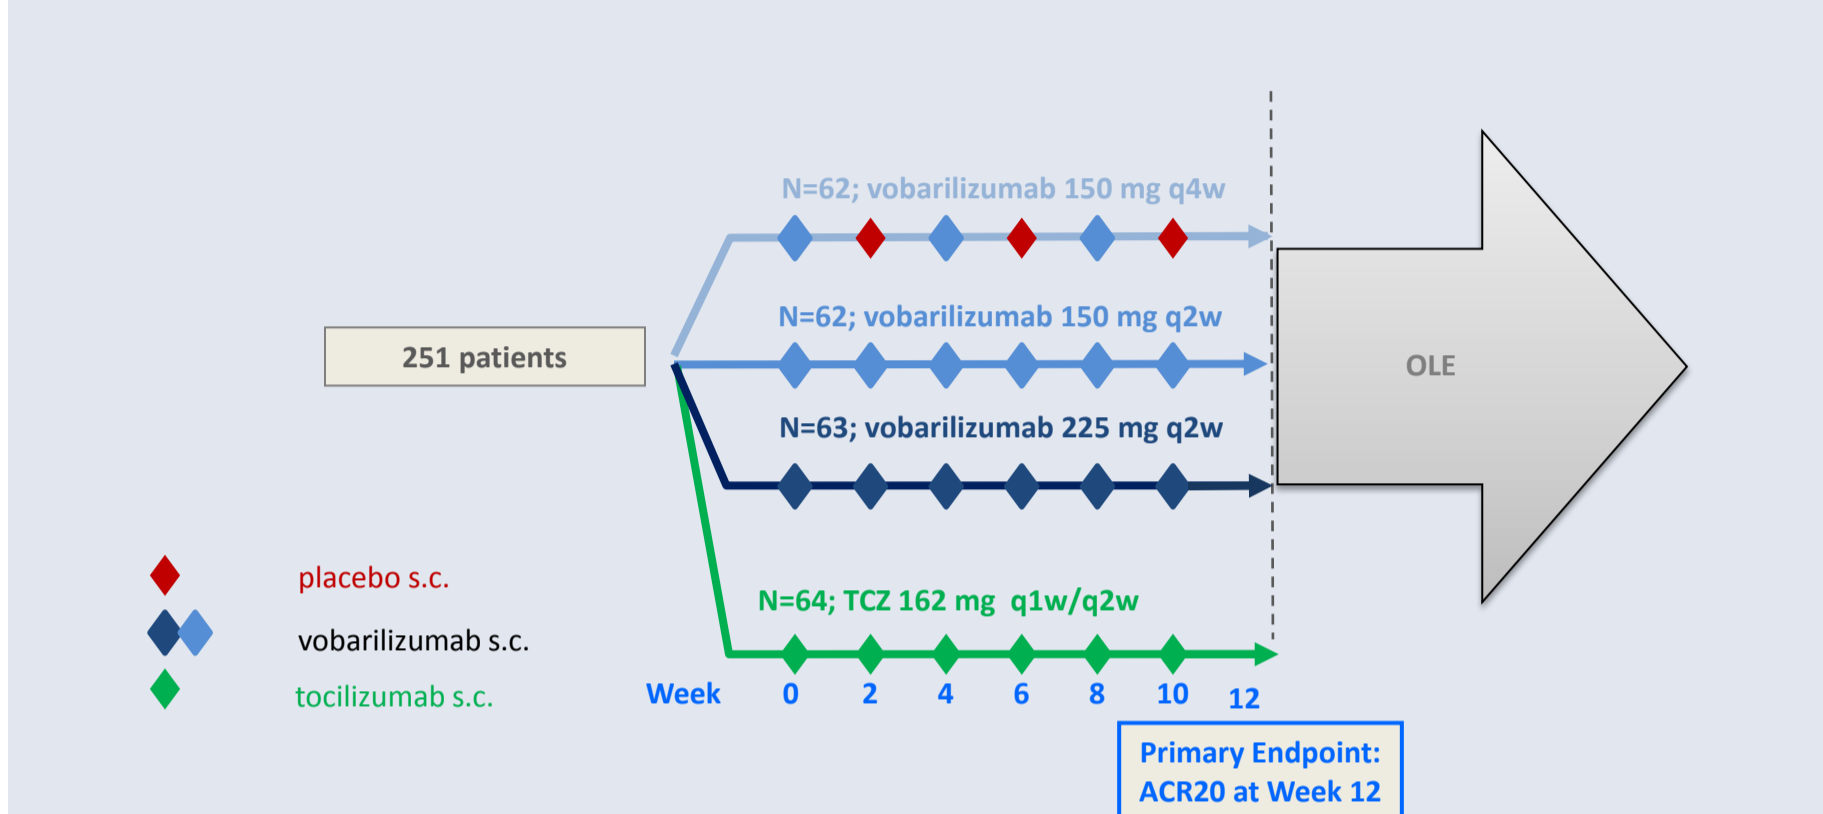 N=62; vobarilizumab 150 mg q4w
N=62; vobarilizumab 150 mg q2w
251 patients
OLE
N=63; vobarilizumab 225 mg q2w
placebo s.c.
N=64; TCZ 162 mg q1w/q2w
vobarilizumab s.c.
tocilizumab s.c.
Week 0 2 4 6 8 10 12
Primary Endpoint:
ACR20 at Week 12